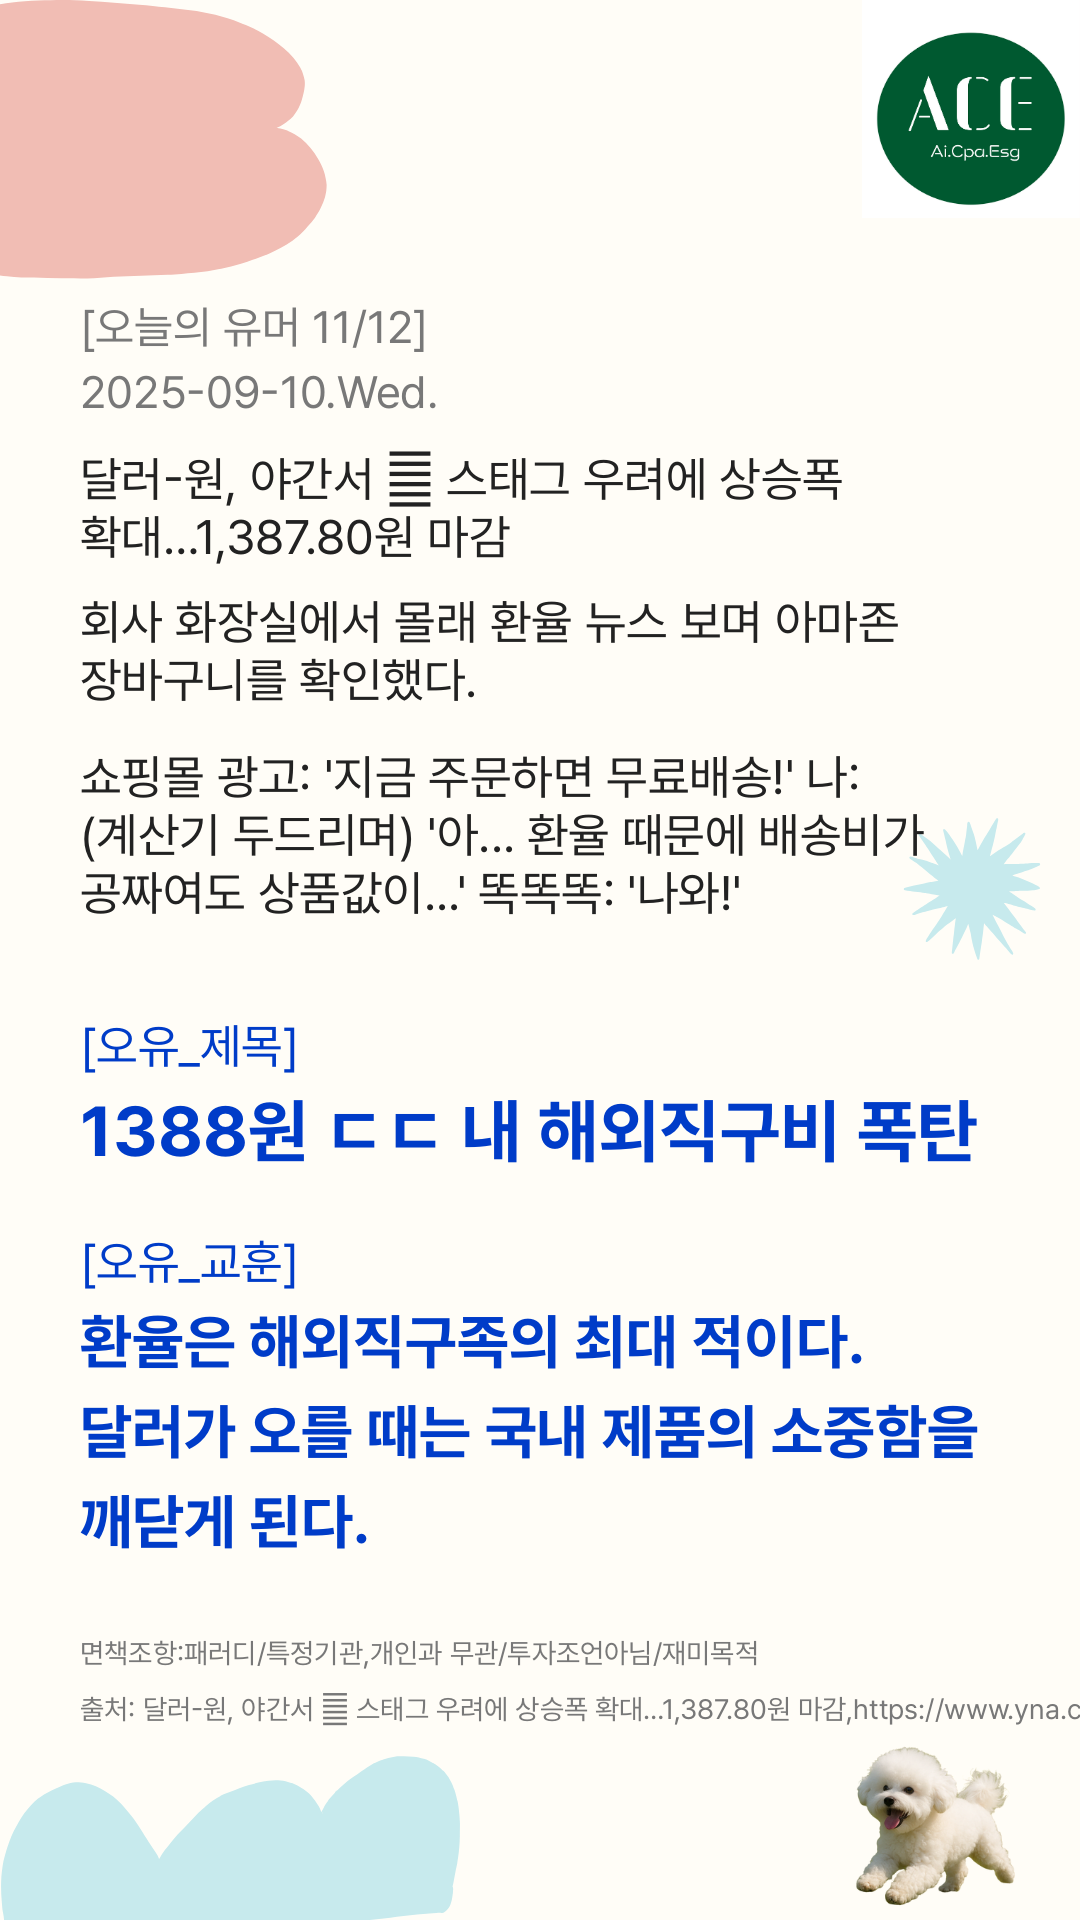 ACE
Ai.Cpa.Esg
[오늘의 유머 11/12]
2025-09-10.Wed.
달러-원, 야간서 스태그 우려에 상승폭
확대…1,387.80원 마감
회사 화장실에서 몰래 환율 뉴스 보며 아마존
장바구니를 확인했다.
쇼핑몰 광고: '지금 주문하면 무료배송!' 나:
(계산기 두드리며) '아... 환율 때문에 배송비가
공짜여도 상품값이...' 똑똑똑: '나와!'
[오유_제목]
1388원 ㄷㄷ 내 해외직구비 폭탄
[오유_교훈]
환율은 해외직구족의 최대 적이다.
달러가 오를 때는 국내 제품의 소중함을
깨닫게 된다.
면책조항:패러디/특정기관,개인과 무관/투자조언아님/재미목적
출처: 달러-원, 야간서 스태그 우려에 상승폭 확대…1,387.80원 마감,https://www.yna.c